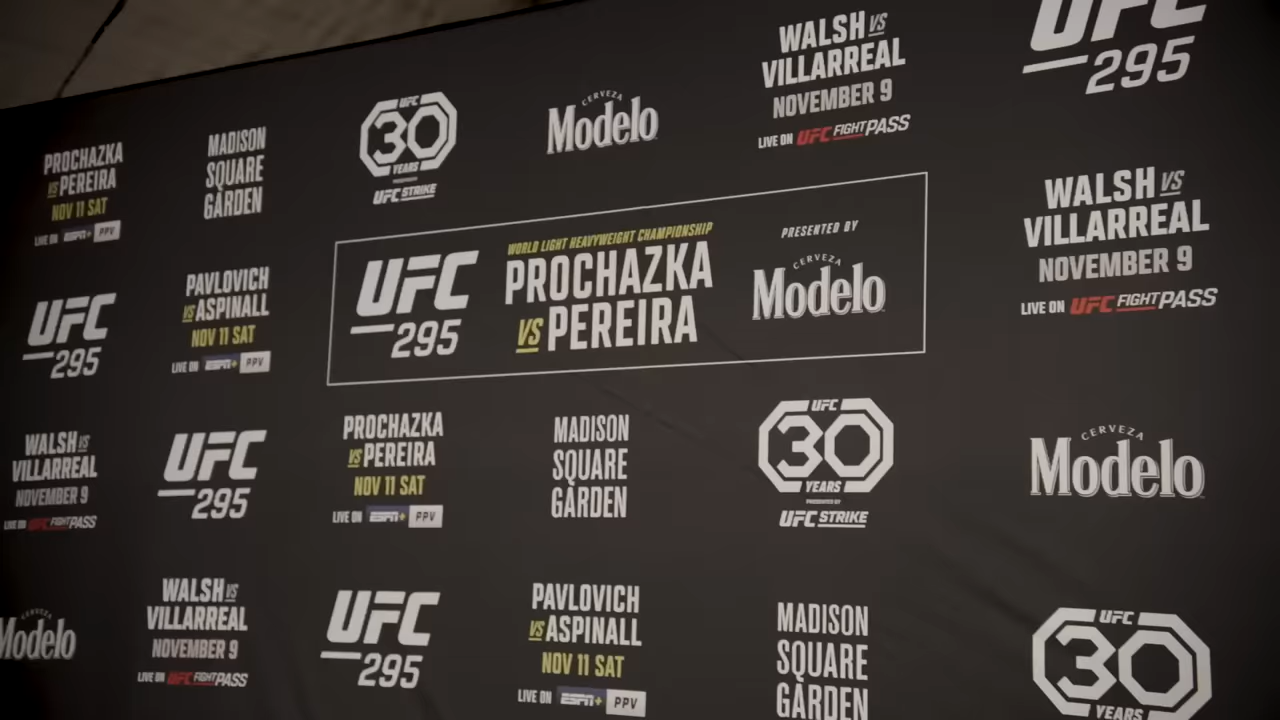 WALSH VS
VILLARREAL
NOVEMBER 9
LIVE ON UFC FIGHT PASS
UFC
295
PROCHAZKA
VS PEREIRA
NOV 11 SAT
LIVE ON ESPN+ PPV
MADISON
SQUARE
GARDEN
UFC
30
YEARS
UFC STRIKE
CERVEZA
Modelo
WALSH VS
VILLARREAL
NOVEMBER 9
LIVE ON UFC FIGHT PASS
UFC
295
PAVLOVICH
VS ASPINALL
NOV 11 SAT
LIVE ON ESPN+ PPV
UFC
295
WORLD LIGHT HEAVYWEIGHT CHAMPIONSHIP
PROCHAZKA
VS PEREIRA
PRESENTED BY
CERVEZA
Modelo
WALSH VS
VILLARREAL
NOVEMBER 9
LIVE ON UFC FIGHT PASS
UFC
295
PROCHAZKA
VS PEREIRA
NOV 11 SAT
LIVE ON ESPN+ PPV
MADISON
SQUARE
GARDEN
UFC
30
YEARS
PRESENTED BY
UFC STRIKE
CERVEZA
Modelo
CERVEZA
Modelo
WALSH VS
VILLARREAL
NOVEMBER 9
LIVE ON UFC FIGHT PASS
UFC
295
PAVLOVICH
VS ASPINALL
NOV 11 SAT
LIVE ON ESPN+ PPV
MADISON
SQUARE
GARDEN
UFC
30
YEARS